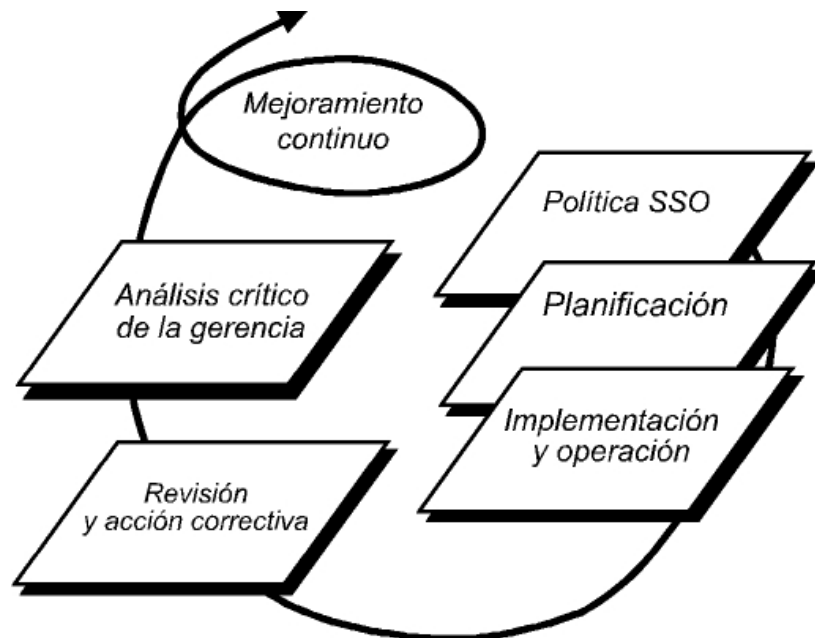 Mejoramiento
continuo
Política SSO
Planificación
Implementación
y operación
Revisión
y acción correctiva
Análisis crítico
de la gerencia